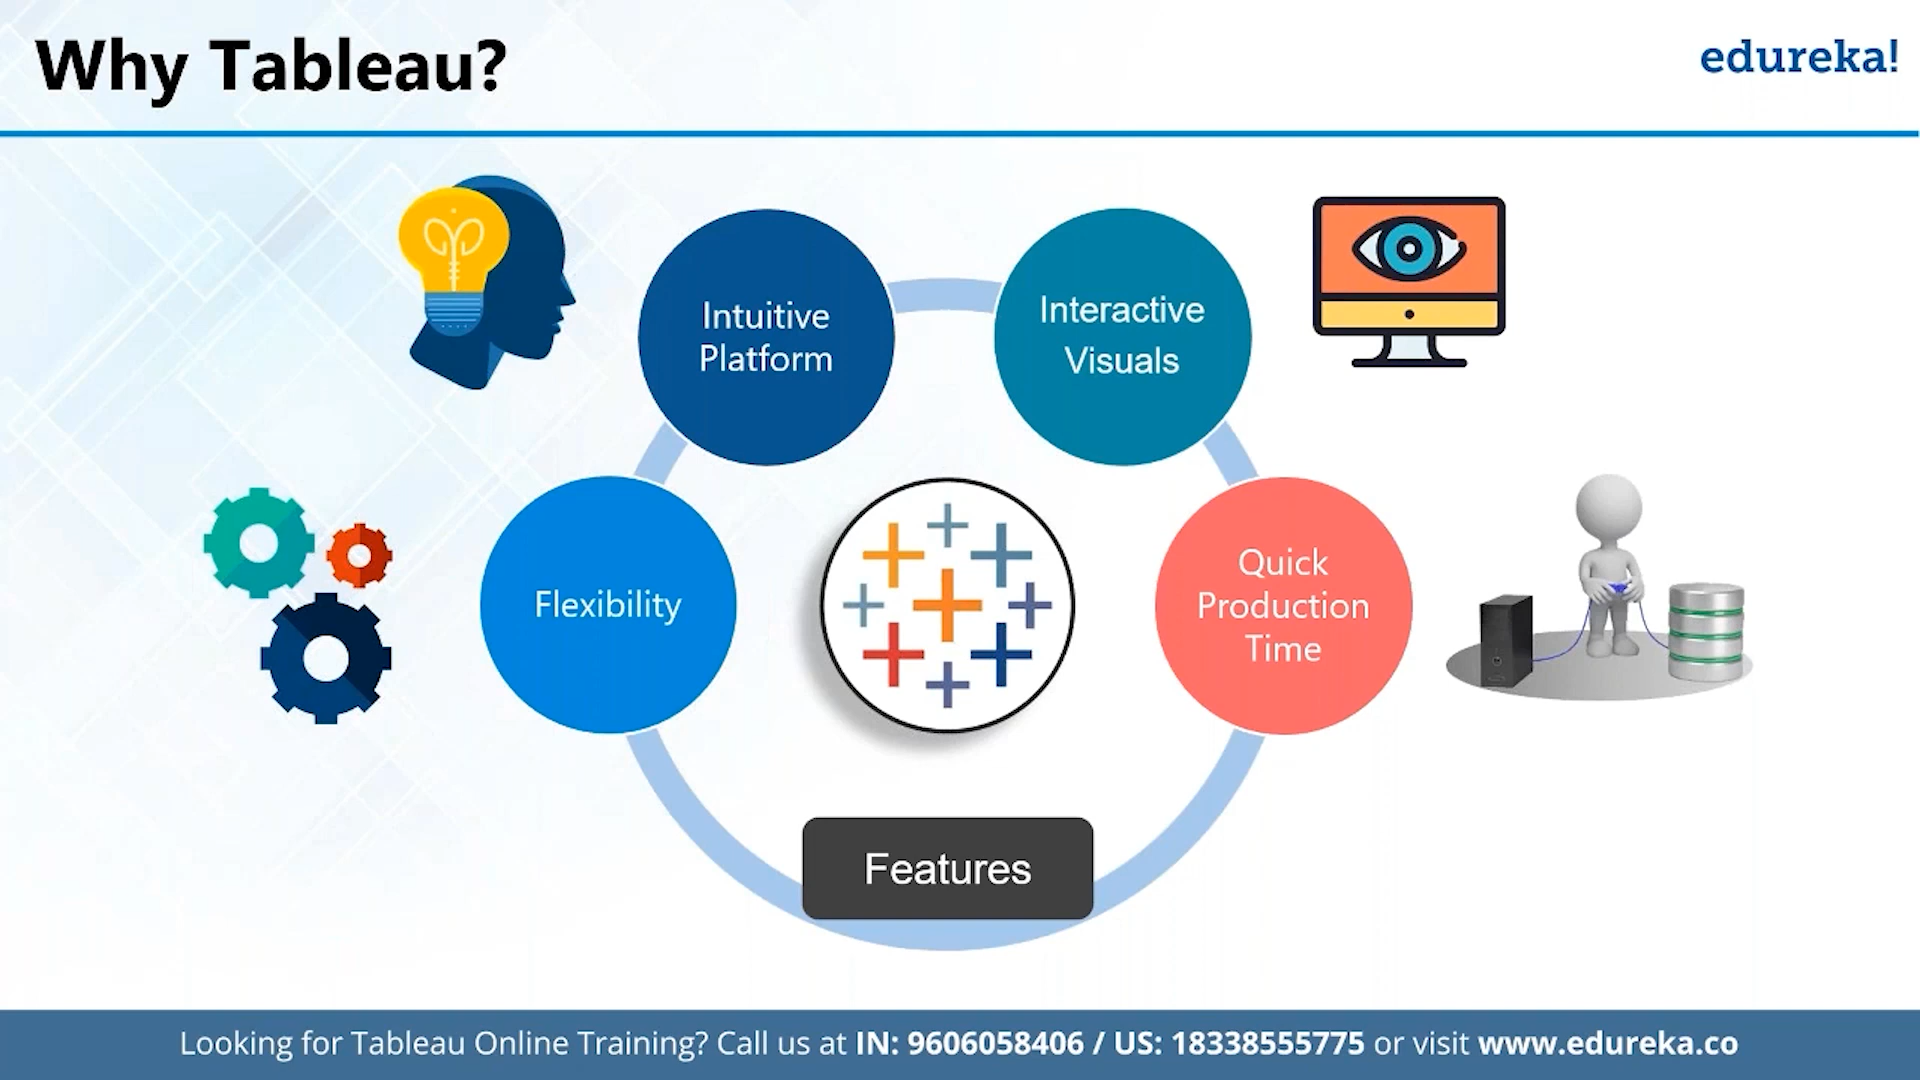 Why Tableau?
edureka!
Intuitive
Platform
Interactive
Visuals
Flexibility
Quick
Production
Time
Features
Looking for Tableau Online Training? Call us at IN: 9606058406 / US: 18338555775 or visit www.edureka.co